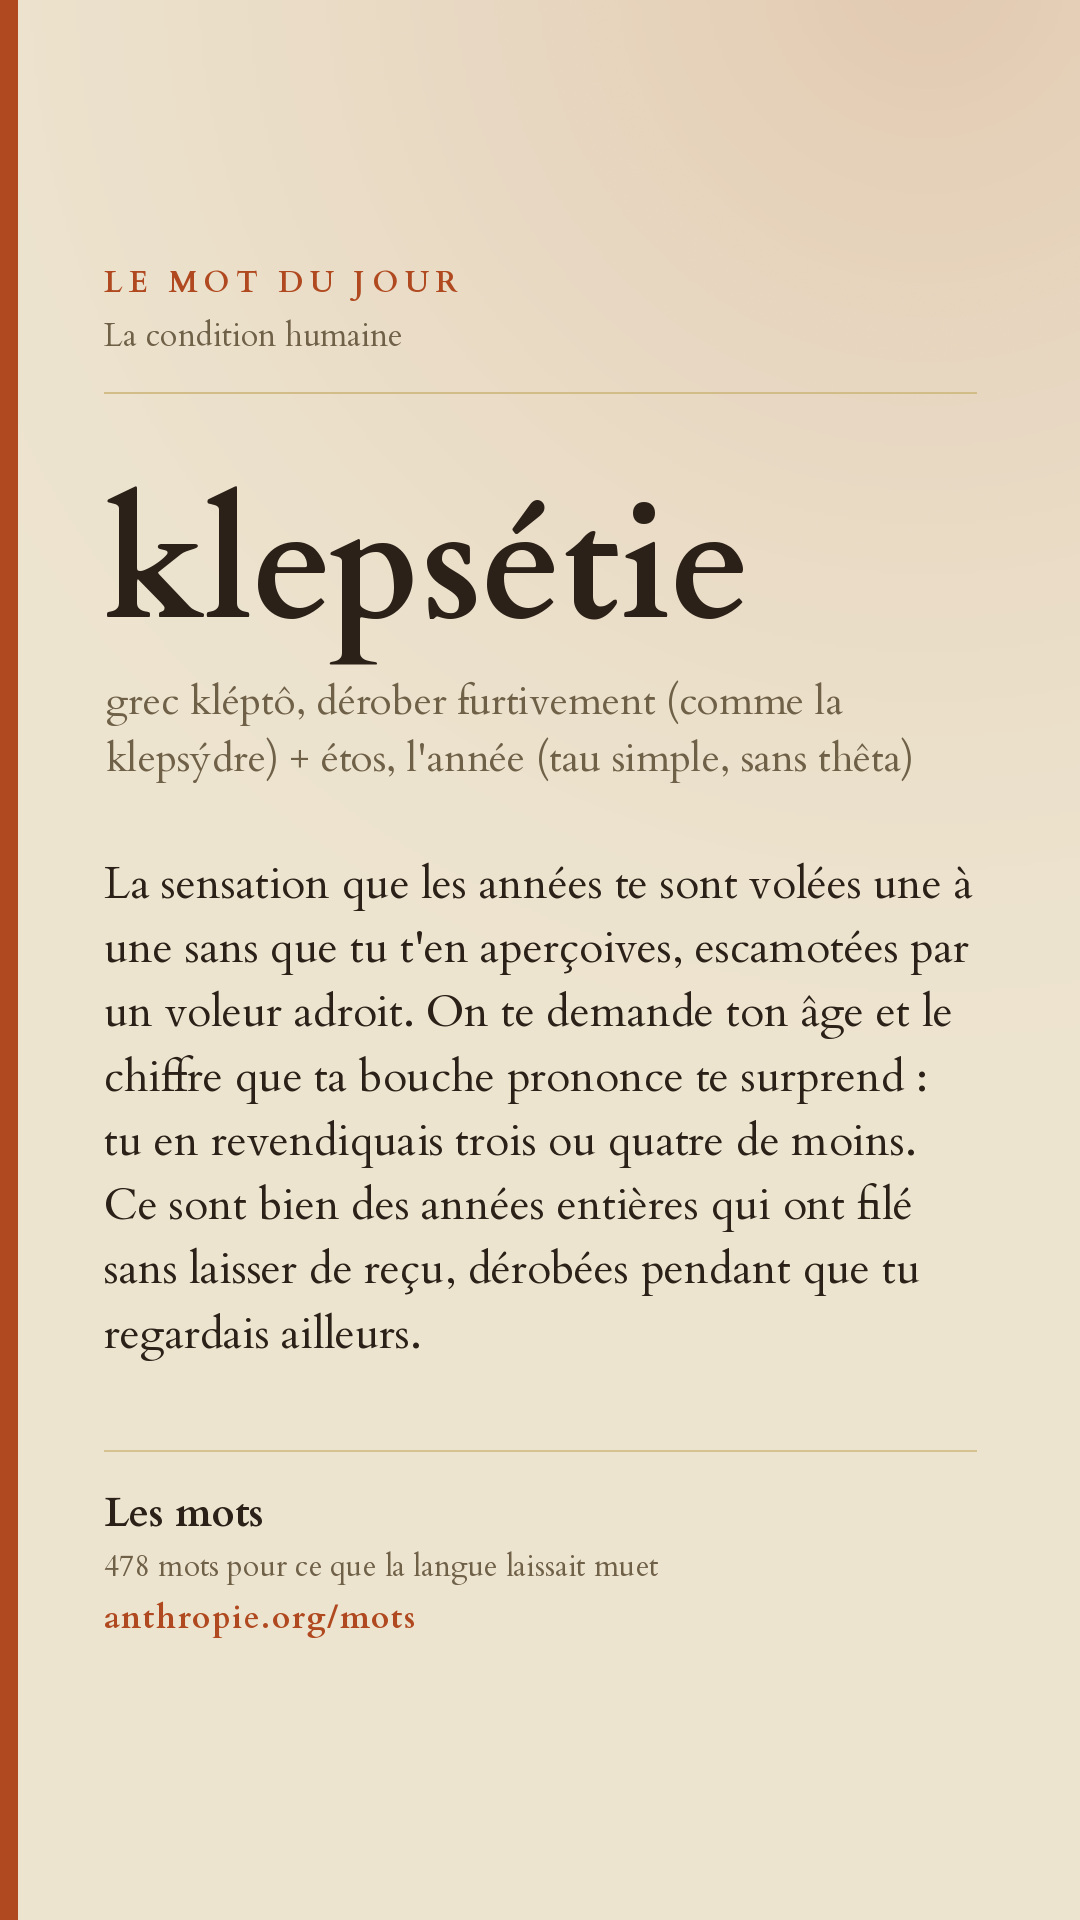 LE MOT DU JOUR
La condition humaine
klepsétie
grec kléptô, dérober furtivement (comme la
klepsýdre) + étos, l'année (tau simple, sans thêta)
La sensation que les années te sont volées une à
une sans que tu t'en aperçoives, escamotées par
un voleur adroit. On te demande ton âge et le
chiffre que ta bouche prononce te surprend :
tu en revendiquais trois ou quatre de moins.
Ce sont bien des années entières qui ont filé
sans laisser de reçu, dérobées pendant que tu
regardais ailleurs.
Les mots
478 mots pour ce que la langue laissait muet
anthropie.org/mots